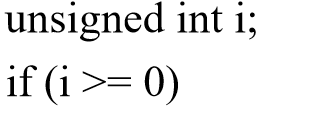 unsigned int i;
if (i >= 0)